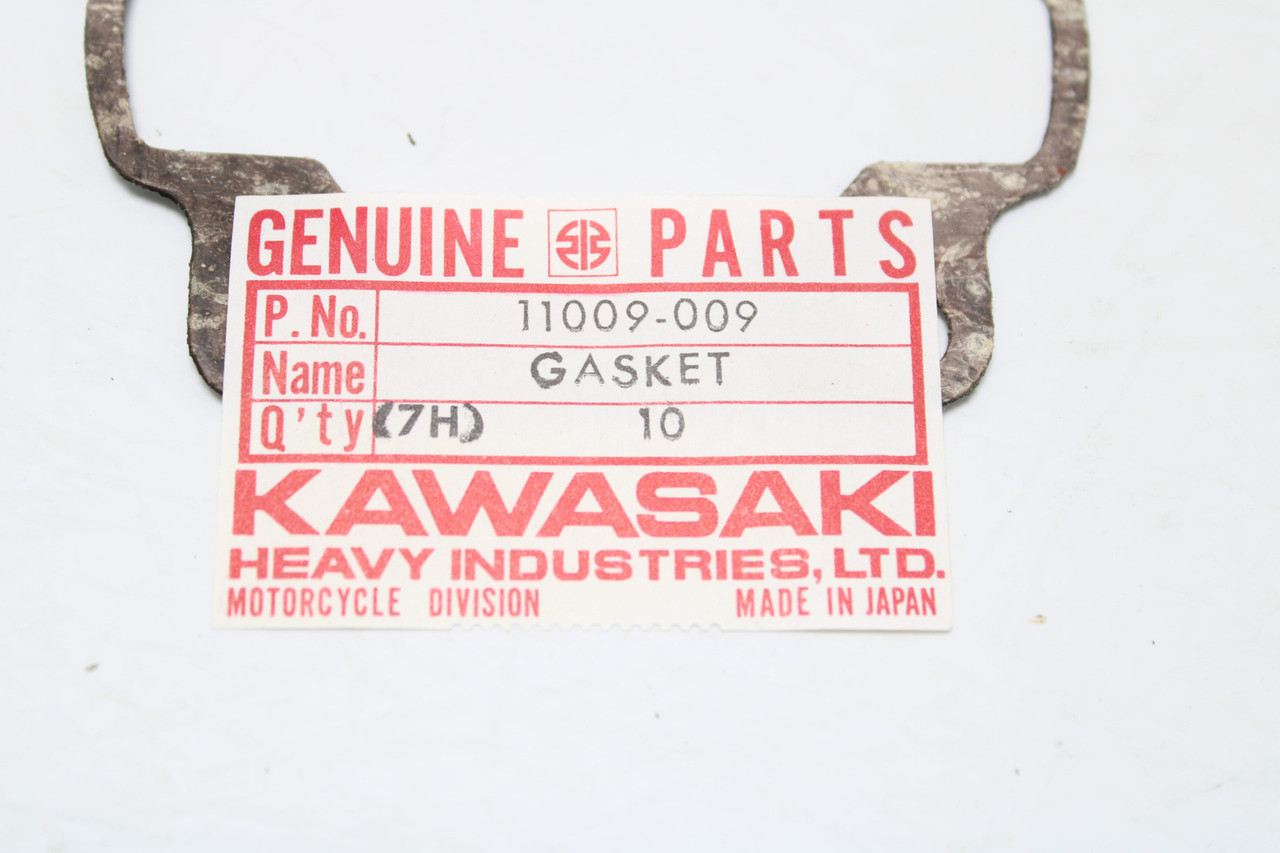 GENUINE PARTS
P. No. 11009-009
Name GASKET
Q'ty (7H) 10
KAWASAKI
HEAVY INDUSTRIES, LTD.
MOTORCYCLE DIVISION MADE IN JAPAN